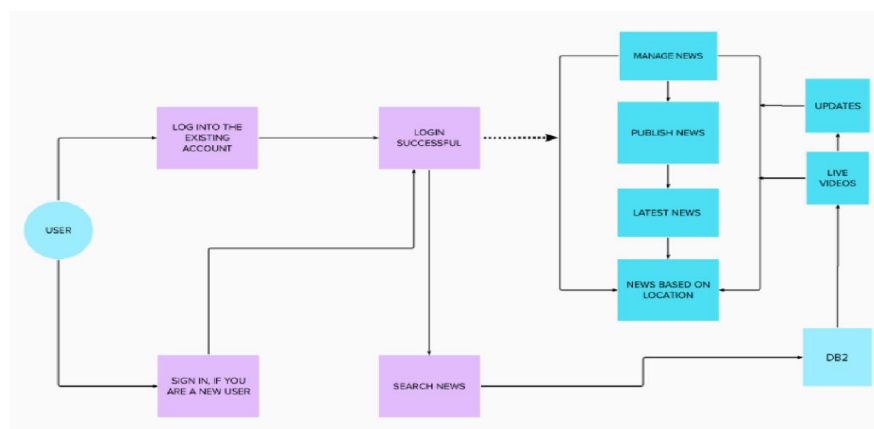 MANAGE NEWS
UPDATES
LOG INTO THE
EXISTING
ACCOUNT
LOGIN
SUCCESSFUL
PUBLISH NEWS
LIVE
VIDEOS
LATEST NEWS
USER
NEWS BASED ON
LOCATION
SIGN IN, IF YOU
ARE A NEW USER
SEARCH NEWS
DB2